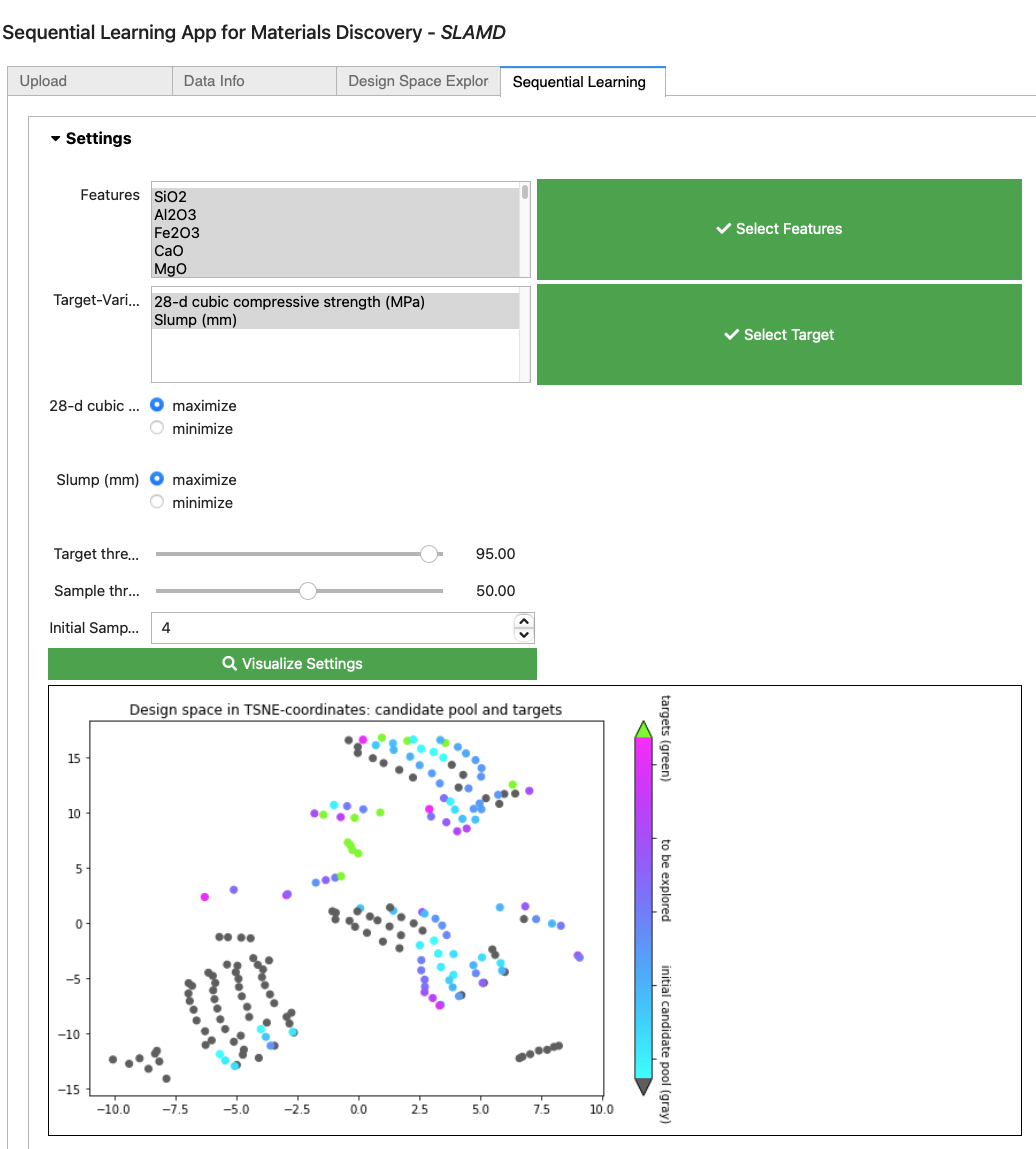 Sequential Learning App for Materials Discovery - SLAMD
Upload
Data Info
Design Space Explor
Sequential Learning
Settings
Features
SiO2
Al2O3
Fe2O3
CaO
MgO
Select Features
Target-Vari...
28-d cubic compressive strength (MPa)
Slump (mm)
Select Target
28-d cubic ...
maximize
minimize
Slump (mm)
maximize
minimize
Target thre...
95.00
Sample thr...
50.00
Initial Samp...
4
Visualize Settings
Design space in TSNE-coordinates: candidate pool and targets
15
10
5
0
−5
−10
−15
−10.0
−7.5
−5.0
−2.5
0.0
2.5
5.0
7.5
10.0
targets (green)
to be explored
initial candidate pool (gray)